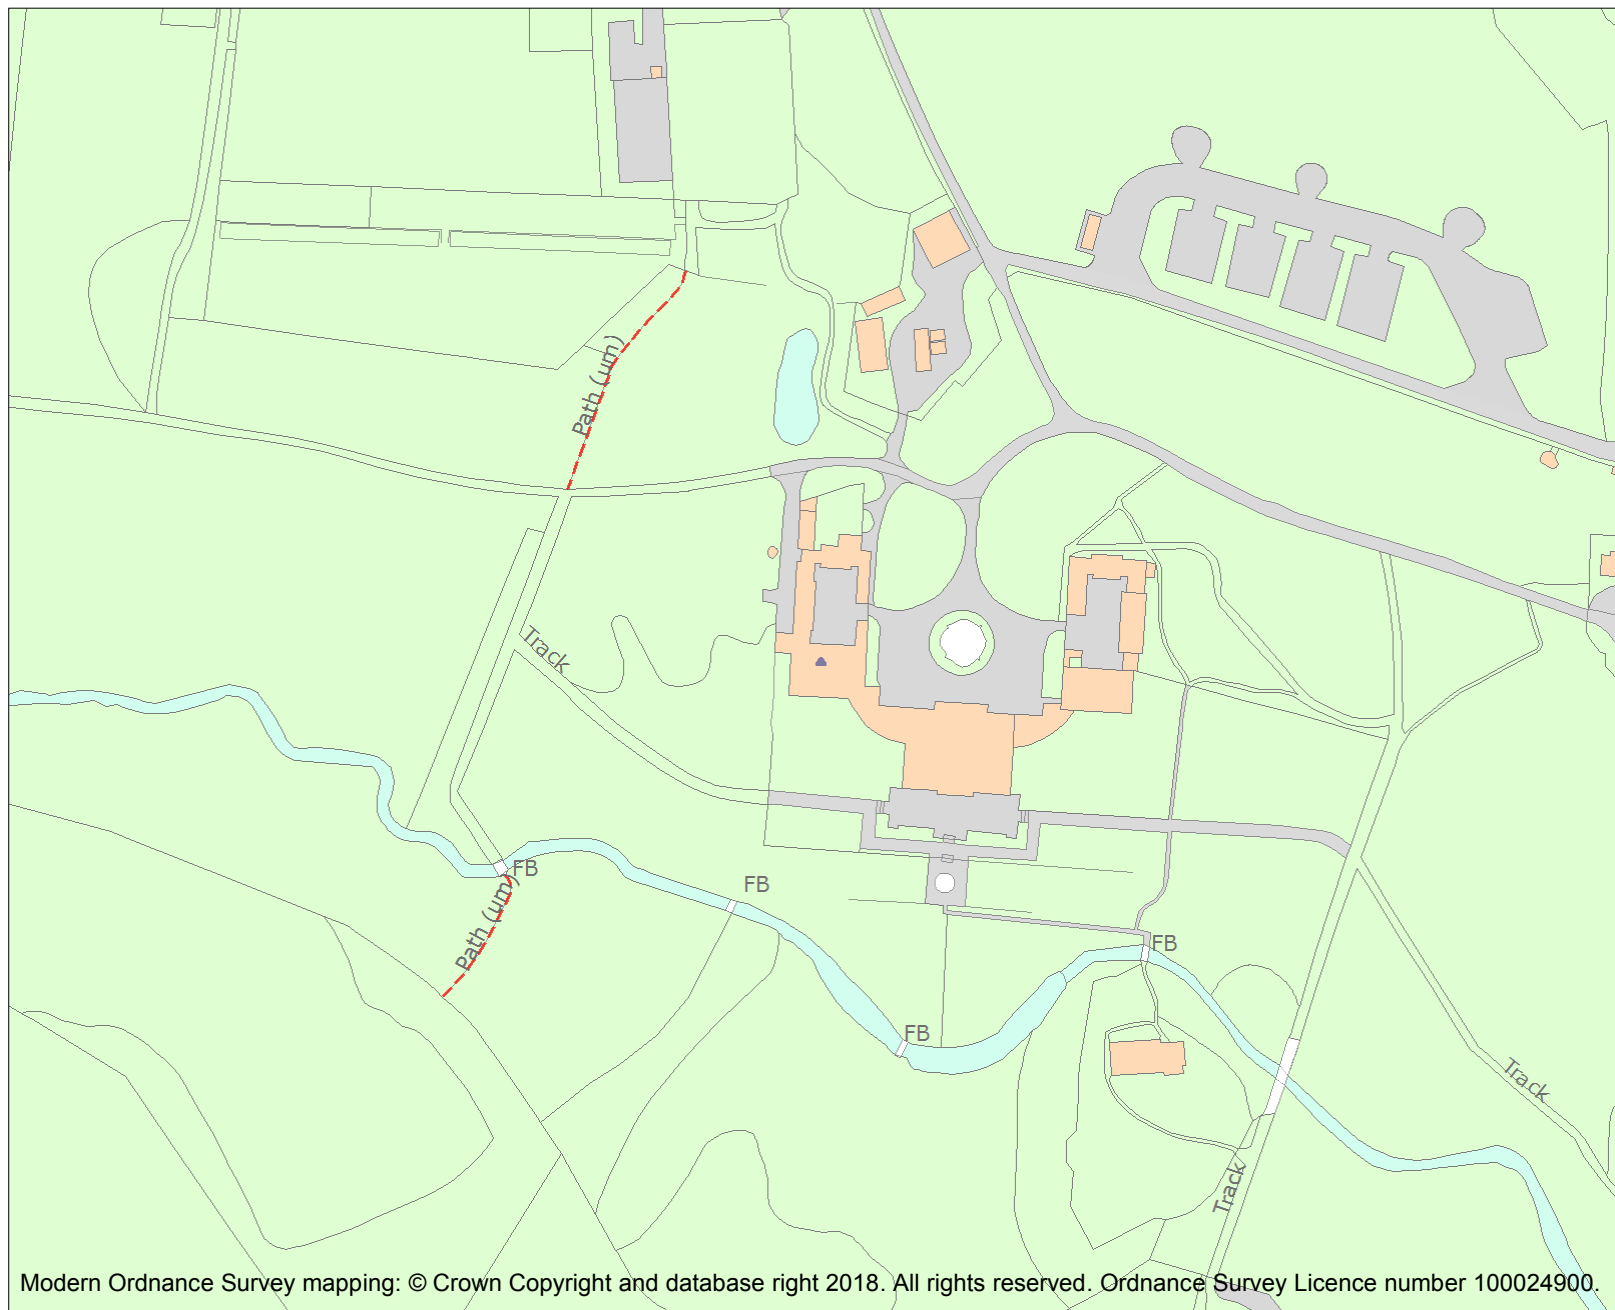 Path (um)
Track
FB
FB
Path (um)
FB
FB
Track
Track
Modern Ordnance Survey mapping: © Crown Copyright and database right 2018. All rights reserved. Ordnance Survey Licence number 100024900.